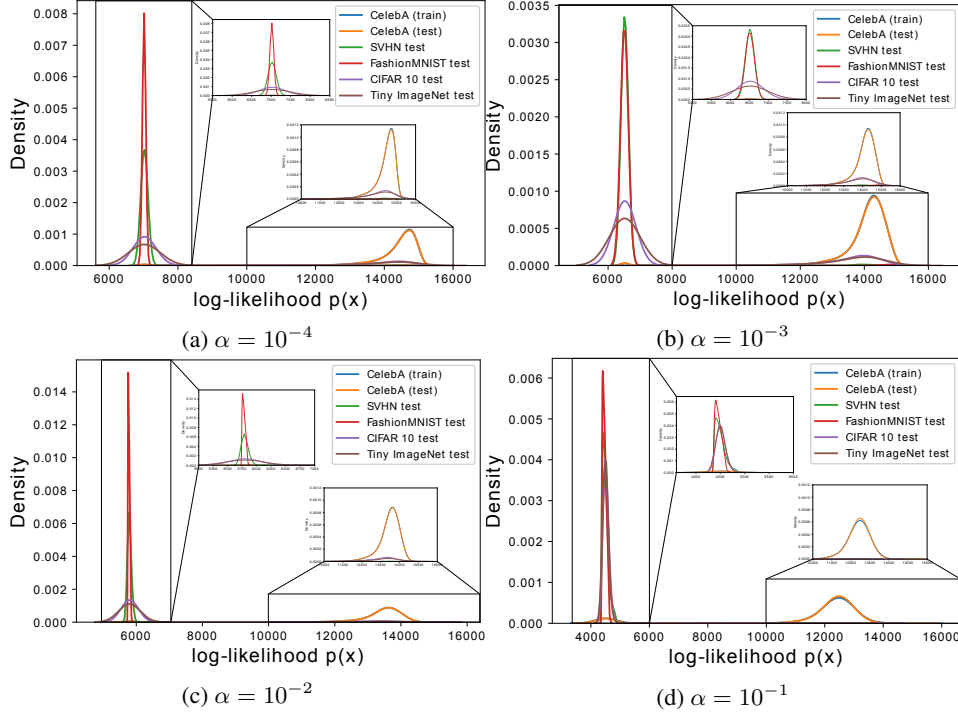 CelebA (train)
CelebA (test)
SVHN test
FashionMNIST test
CIFAR 10 test
Tiny ImageNet test
Density
0.008
0.007
0.006
0.005
0.004
0.003
0.002
0.001
0.000
6000 8000 10000 12000 14000 16000
log-likelihood p(x)
(a) α = 10⁻⁴
CelebA (train)
CelebA (test)
SVHN test
FashionMNIST test
CIFAR 10 test
Tiny ImageNet test
Density
0.0035
0.0030
0.0025
0.0020
0.0015
0.0010
0.0005
0.0000
6000 8000 10000 12000 14000 16000
log-likelihood p(x)
(b) α = 10⁻³
CelebA (train)
CelebA (test)
SVHN test
FashionMNIST test
CIFAR 10 test
Tiny ImageNet test
Density
0.014
0.012
0.010
0.008
0.006
0.004
0.002
0.000
6000 8000 10000 12000 14000 16000
log-likelihood p(x)
(c) α = 10⁻²
CelebA (train)
CelebA (test)
SVHN test
FashionMNIST test
CIFAR 10 test
Tiny ImageNet test
Density
0.006
0.005
0.004
0.003
0.002
0.001
0.000
4000 6000 8000 10000 12000 14000 16000
log-likelihood p(x)
(d) α = 10⁻¹